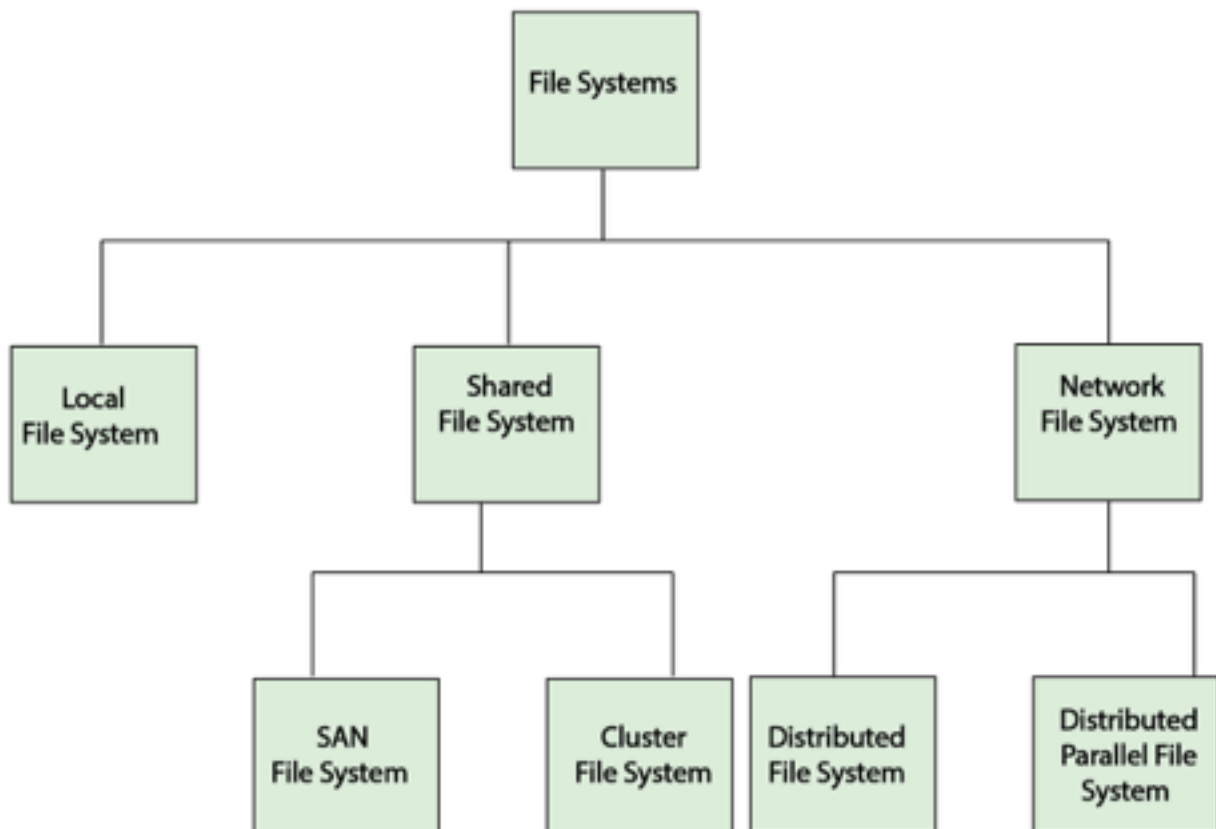 File Systems
Local
File System
Shared
File System
Network
File System
SAN
File System
Cluster
File System
Distributed
File System
Distributed
Parallel File
System